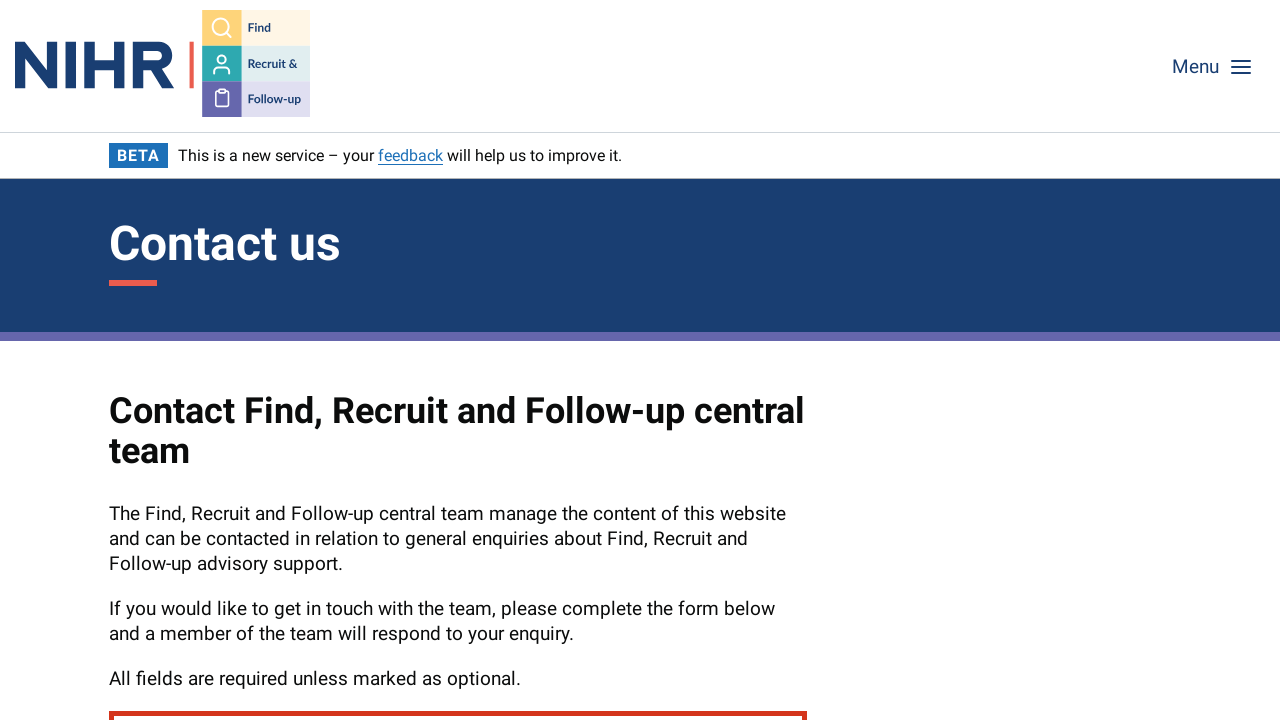 NIHR
Find
Recruit &
Follow-up
Menu
BETA This is a new service – your feedback will help us to improve it.
Contact us
Contact Find, Recruit and Follow-up central
team
The Find, Recruit and Follow-up central team manage the content of this website
and can be contacted in relation to general enquiries about Find, Recruit and
Follow-up advisory support.
If you would like to get in touch with the team, please complete the form below
and a member of the team will respond to your enquiry.
All fields are required unless marked as optional.